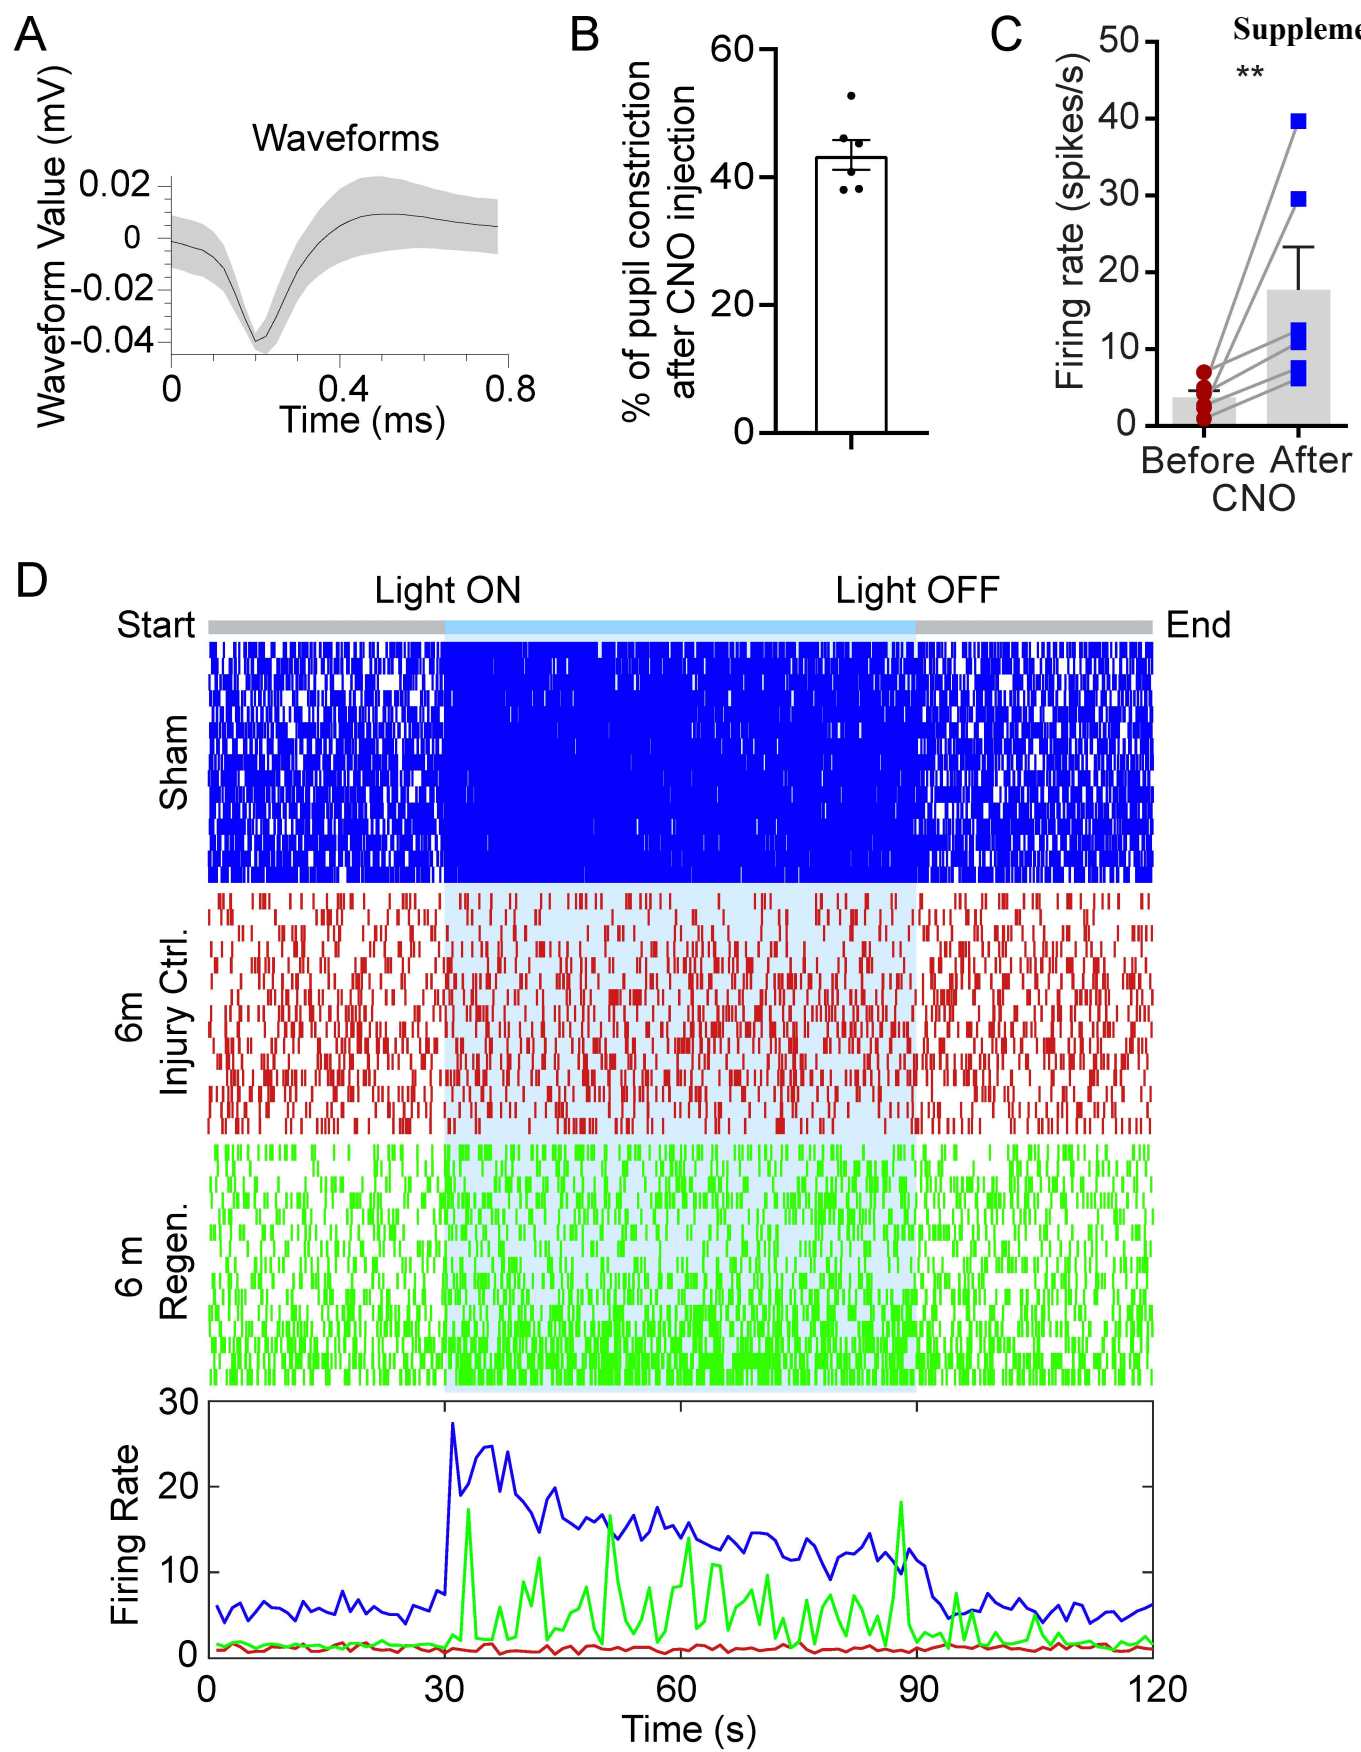 A
Waveforms
Waveform Value (mV)
0.02
0
-0.02
-0.04
0
0.4
0.8
Time (ms)
B
% of pupil constriction
after CNO injection
60
40
20
0
C
**
Firing rate (spikes/s)
50
40
30
20
10
0
Before After
CNO
D
Light ON
Light OFF
Start
End
Sham
6m
Injury Ctrl.
6 m
Regen.
Firing Rate
30
20
10
0
0
30
60
90
120
Time (s)